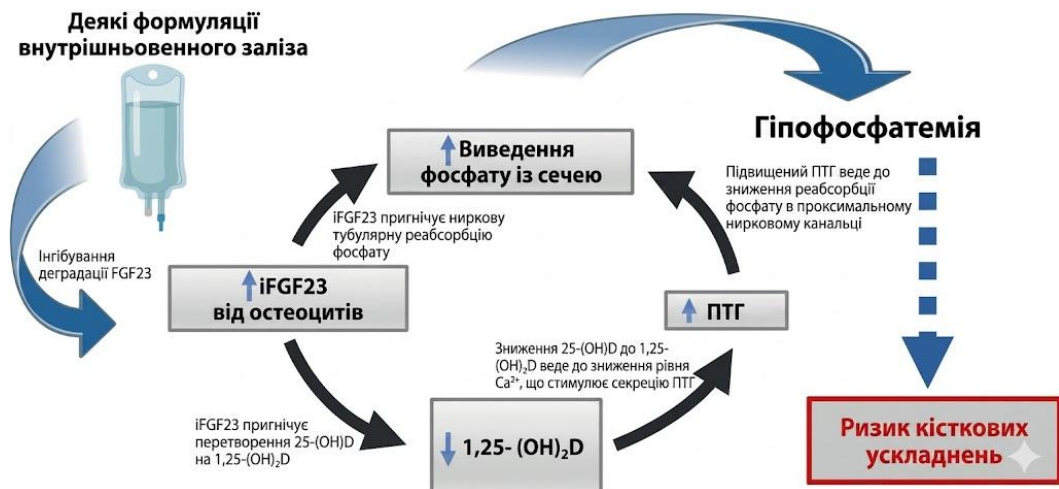 Деякі формуляції
внутрішньовенного заліза
Гіпофосфатемія
Виведення
фосфату із сечею
Підвищений ПТГ веде до
зниження реабсорбції
фосфату в проксимальному
нирковому канальці
iFGF23 пригнічує ниркову
тубулярну реабсорбцію
фосфату
Інгібування
деградації FGF23
iFGF23
від остеоцитів
ПТГ
Зниження 25-(OH)D до 1,25-
(OH)₂D веде до зниження рівня
Ca²⁺, що стимулює секрецію ПТГ
iFGF23 пригнічує
перетворення 25-(OH)D
на 1,25-(OH)₂D
1,25- (OH)₂D
Ризик кісткових
ускладнень